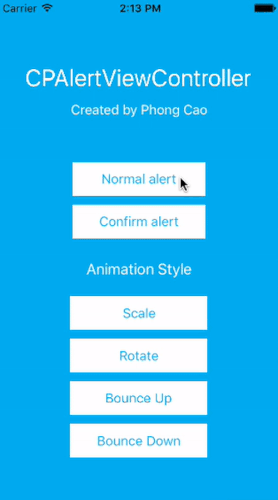 Carrier 2:13 PM
CPAlertViewController
Created by Phong Cao
Normal alert
Confirm alert
Animation Style
Scale
Rotate
Bounce Up
Bounce Down